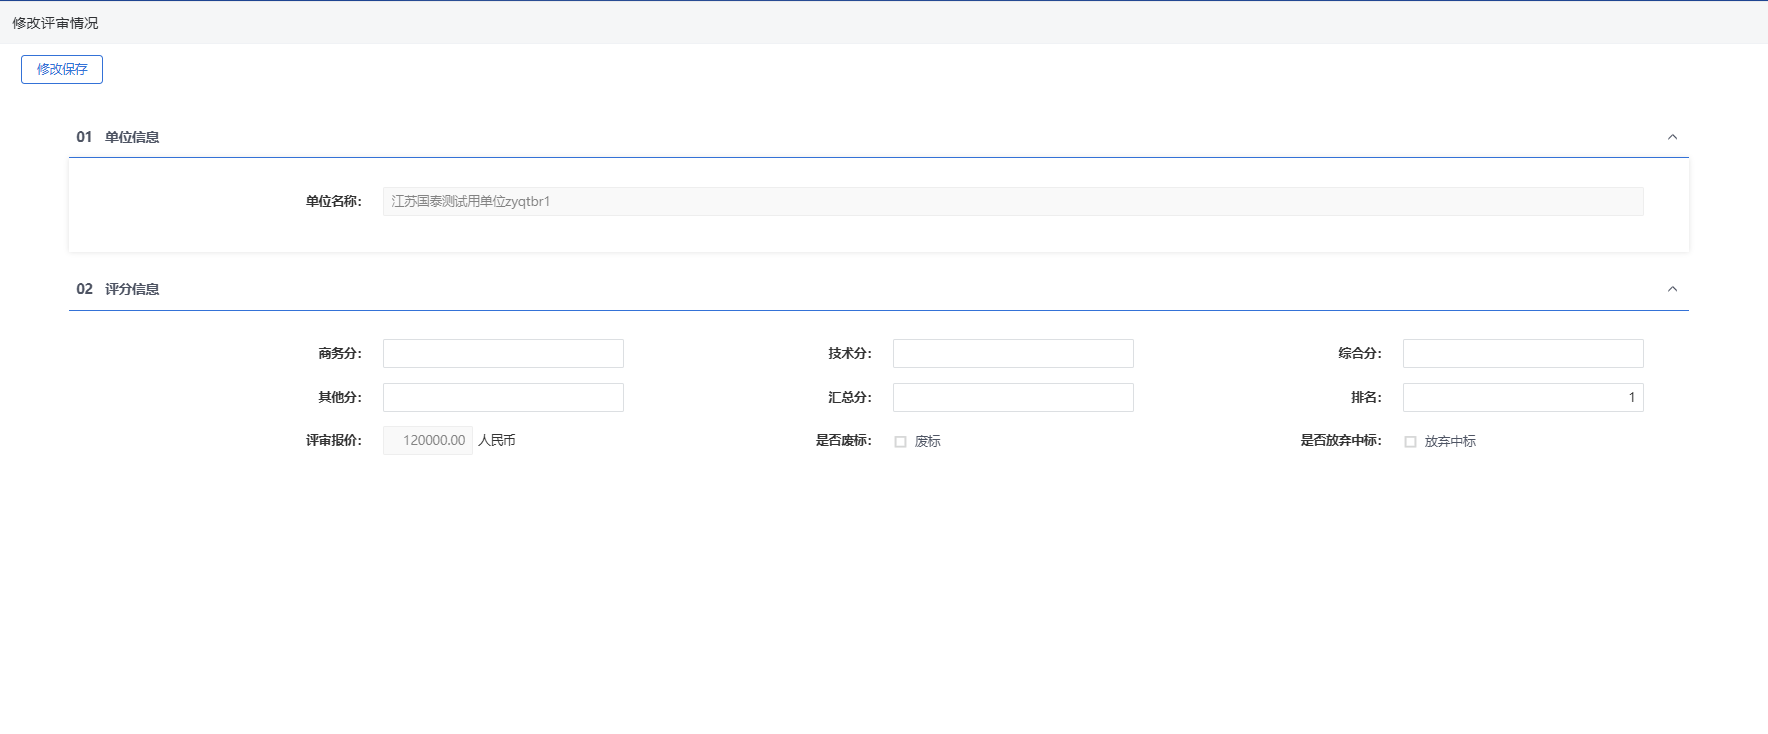 修改评审情况
修改保存
01 单位信息
单位名称： 江苏国泰测试用单位zyqtbr1
02 评分信息
商务分： 技术分： 综合分：
其他分： 汇总分： 排名： 1
评审报价： 120000.00 人民币 是否废标： 废标 是否放弃中标： 放弃中标